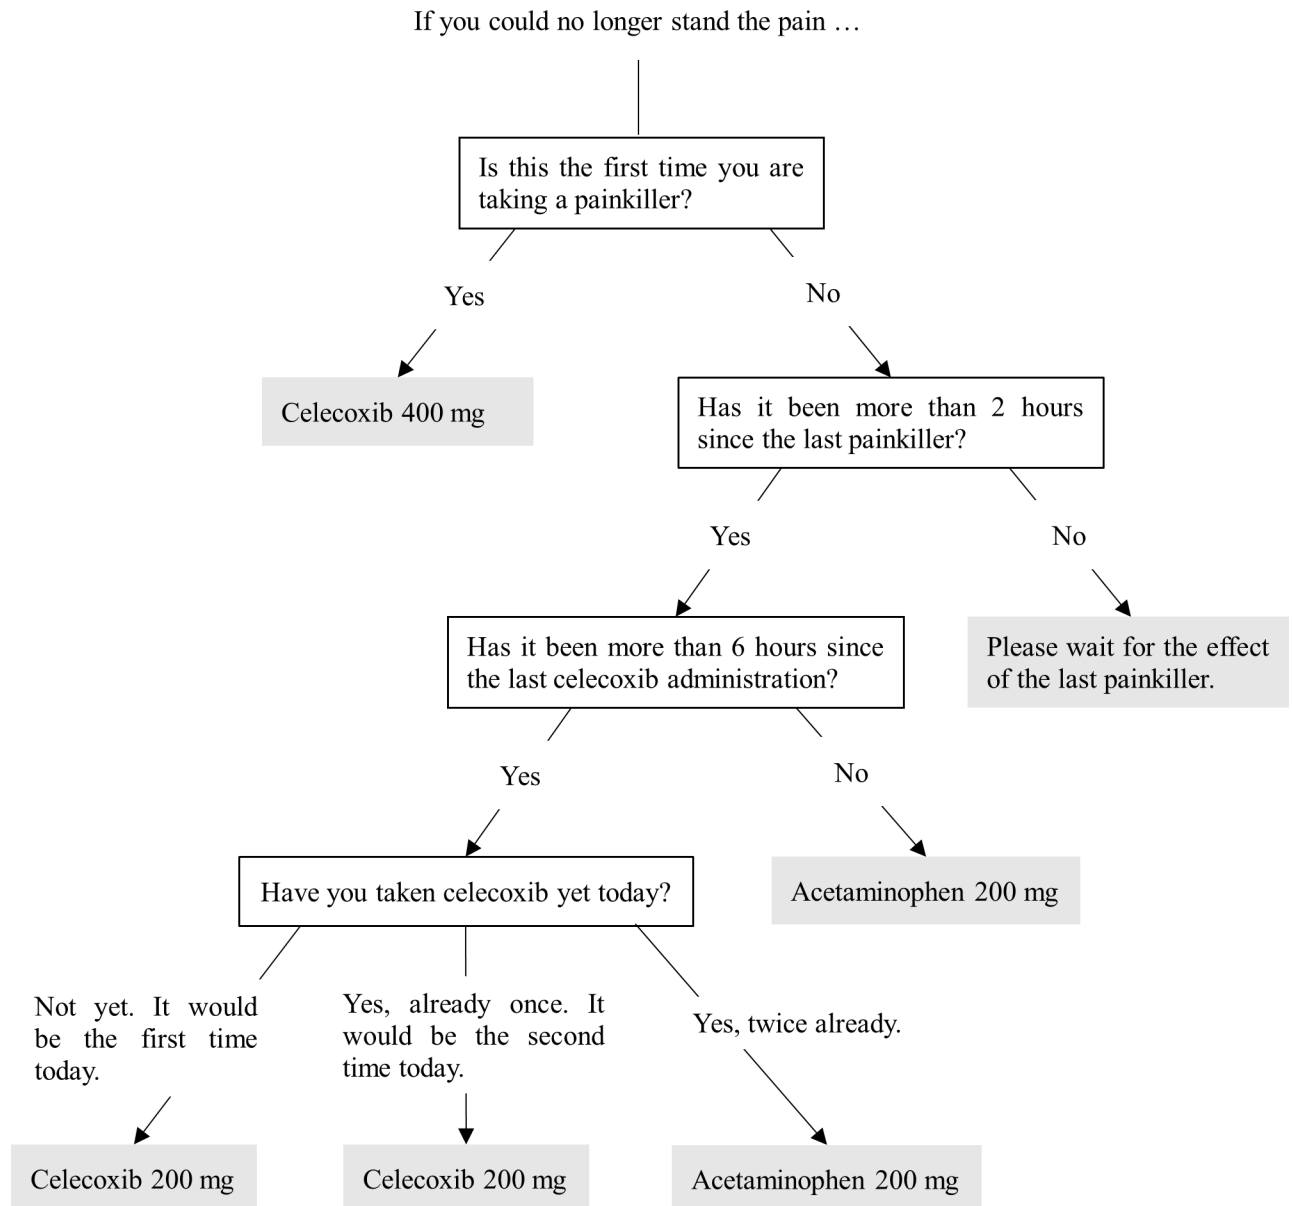 If you could no longer stand the pain …
Is this the first time you are
taking a painkiller?
Yes
No
Celecoxib 400 mg
Has it been more than 2 hours
since the last painkiller?
Yes
No
Has it been more than 6 hours since
the last celecoxib administration?
Please wait for the effect
of the last painkiller.
Yes
No
Have you taken celecoxib yet today?
Acetaminophen 200 mg
Not yet. It would
be the first time
today.
Yes, already once. It
would be the second
time today.
Yes, twice already.
Celecoxib 200 mg
Celecoxib 200 mg
Acetaminophen 200 mg